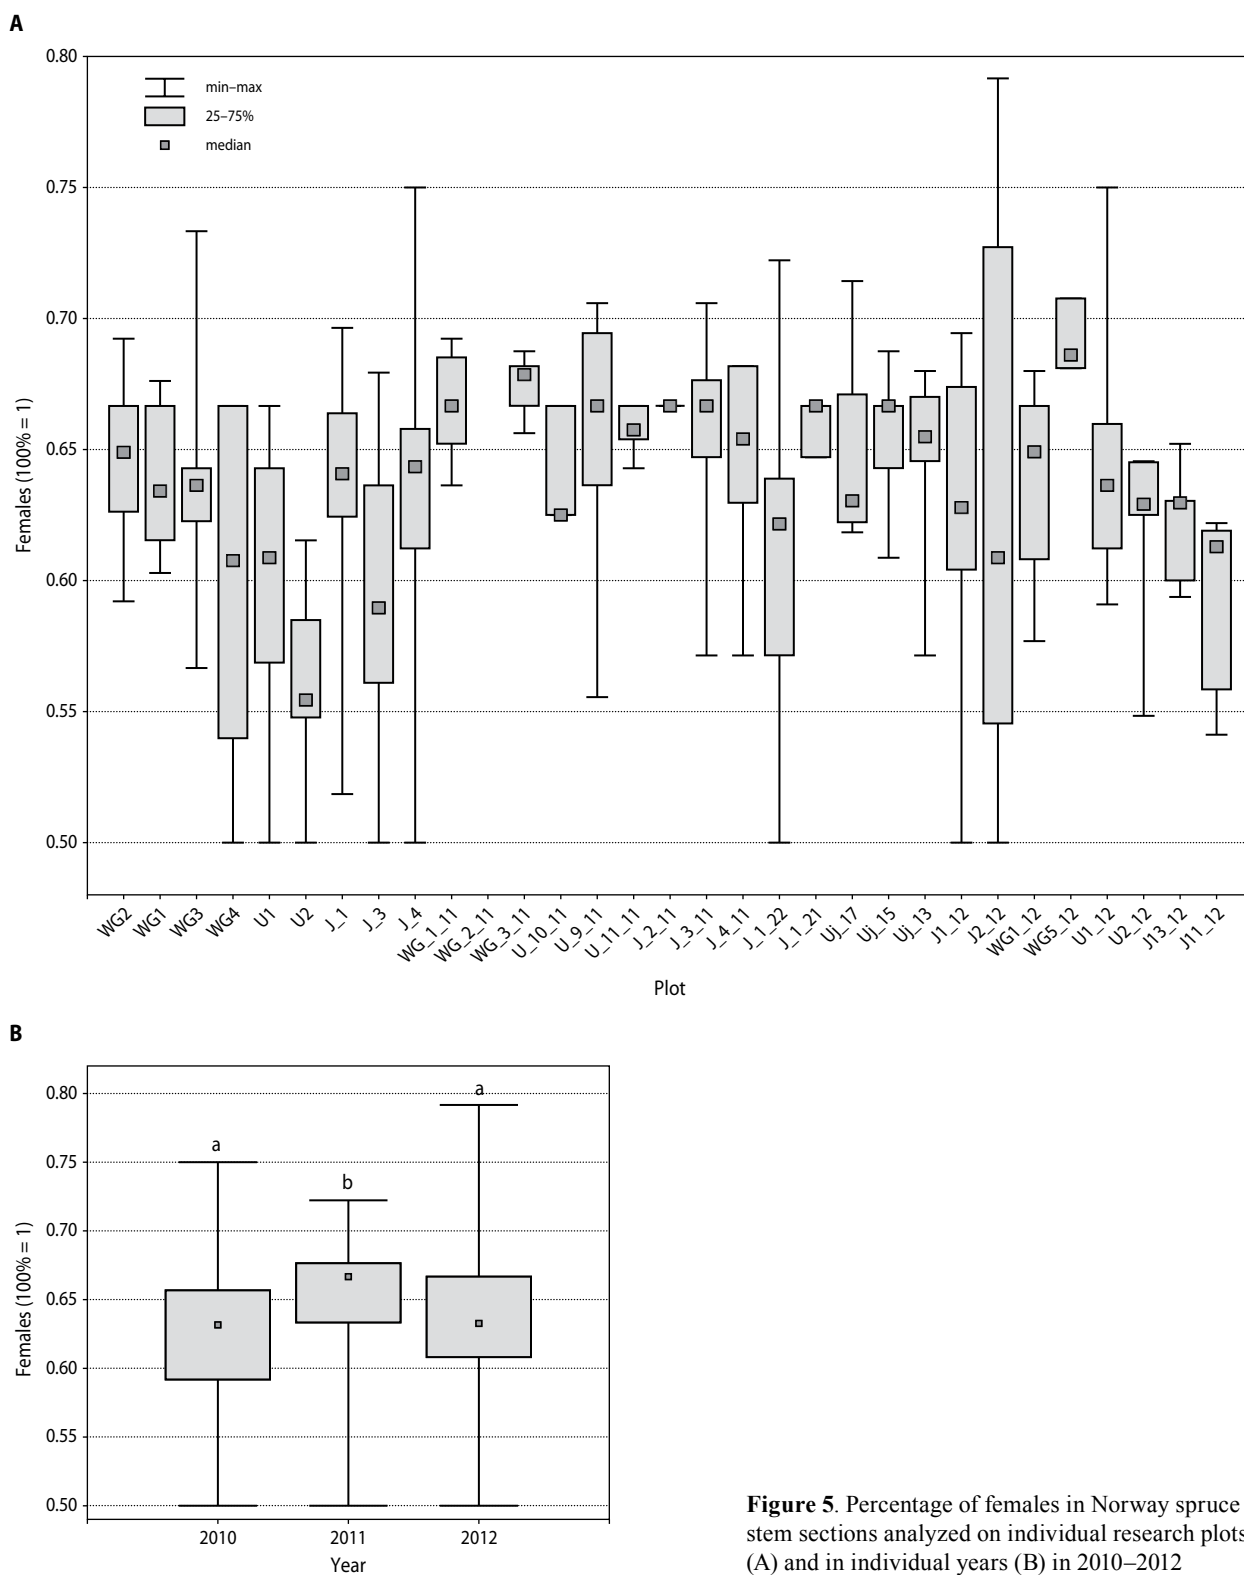 A
0.80
0.75
0.70
0.65
0.60
0.55
0.50
Females (100% = 1)
min–max
25–75%
median
WG2
WG1
WG3
WG4
U1
U2
J_1
J_3
J_4
WG_1_11
WG_2_11
WG_3_11
U_10_11
U_9_11
U_11_11
J_2_11
J_3_11
J_4_11
J_1_22
J_1_21
Uj_17
Uj_15
Uj_13
J1_12
J2_12
WG1_12
WG5_12
U1_12
U2_12
J13_12
J11_12
Plot
B
0.80
0.75
0.70
0.65
0.60
0.55
0.50
Females (100% = 1)
a
b
a
2010
2011
2012
Year
Figure 5. Percentage of females in Norway spruce
stem sections analyzed on individual research plots
(A) and in individual years (B) in 2010–2012